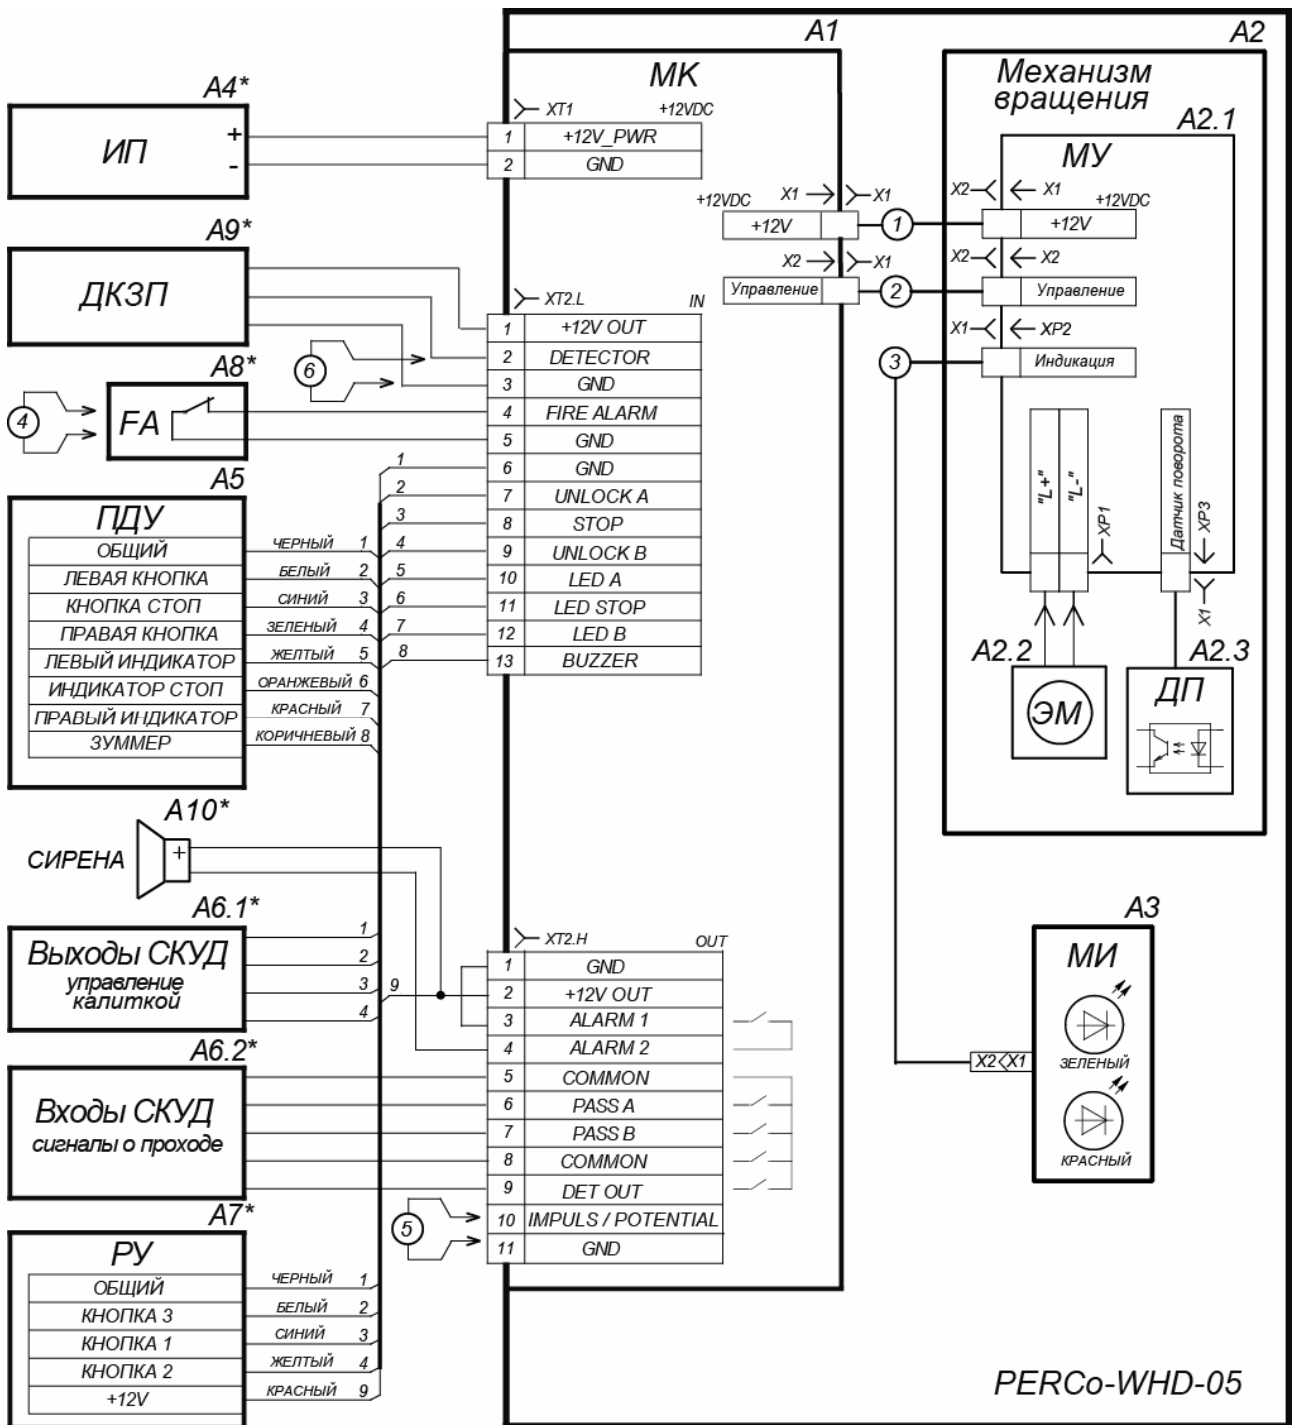 A1
A2
MK
Механизм
вращения
A4*
ИП
+
-
XT1
+12VDC
1 +12V_PWR
2 GND
A2.1
МУ
X2 X1
+12VDC
+12V
X2 X2
Управление
X1 XP2
Индикация
X1 X1
+12VDC
+12V
1
X2 X1
Управление
2
3
A9*
ДКЗП
XT2.L
IN
1 +12V OUT
2 DETECTOR
3 GND
4 FIRE ALARM
5 GND
6 GND
7 UNLOCK A
8 STOP
9 UNLOCK B
10 LED A
11 LED STOP
12 LED B
13 BUZZER
6
A8*
4
FA
1
2
3
4
5
6
7
8
A5
ПДУ
ОБЩИЙ ЧЕРНЫЙ 1
ЛЕВАЯ КНОПКА БЕЛЫЙ 2
КНОПКА СТОП СИНИЙ 3
ПРАВАЯ КНОПКА ЗЕЛЕНЫЙ 4
ЛЕВЫЙ ИНДИКАТОР ЖЕЛТЫЙ 5
ИНДИКАТОР СТОП ОРАНЖЕВЫЙ 6
ПРАВЫЙ ИНДИКАТОР КРАСНЫЙ 7
ЗУММЕР КОРИЧНЕВЫЙ 8
"L+"
"L-"
XP1
Датчик поворота
XP3
X1
A2.2
ЭМ
A2.3
ДП
A10*
СИРЕНА
+
A6.1*
Выходы СКУД
управление
калиткой
1
2
3
4
9
XT2.H
OUT
1 GND
2 +12V OUT
3 ALARM 1
4 ALARM 2
5 COMMON
6 PASS A
7 PASS B
8 COMMON
9 DET OUT
10 IMPULS / POTENTIAL
11 GND
A6.2*
Входы СКУД
сигналы о проходе
5
A3
МИ
X2 X1
ЗЕЛЕНЫЙ
КРАСНЫЙ
A7*
РУ
ОБЩИЙ ЧЕРНЫЙ 1
КНОПКА 3 БЕЛЫЙ 2
КНОПКА 1 СИНИЙ 3
КНОПКА 2 ЖЕЛТЫЙ 4
+12V КРАСНЫЙ 9
PERCo-WHD-05